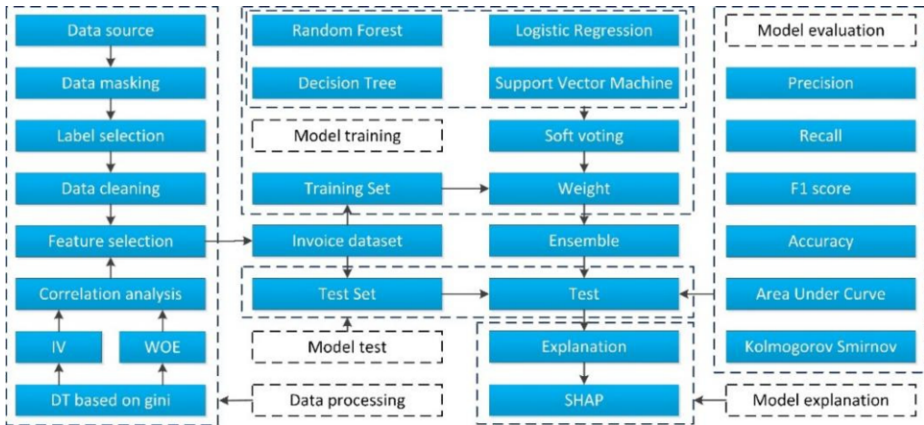 Data source
Data masking
Label selection
Data cleaning
Feature selection
Correlation analysis
IV
WOE
DT based on gini
Random Forest
Logistic Regression
Decision Tree
Support Vector Machine
Model training
Soft voting
Training Set
Weight
Invoice dataset
Ensemble
Test Set
Test
Model test
Explanation
Data processing
SHAP
Model evaluation
Precision
Recall
F1 score
Accuracy
Area Under Curve
Kolmogorov Smirnov
Model explanation